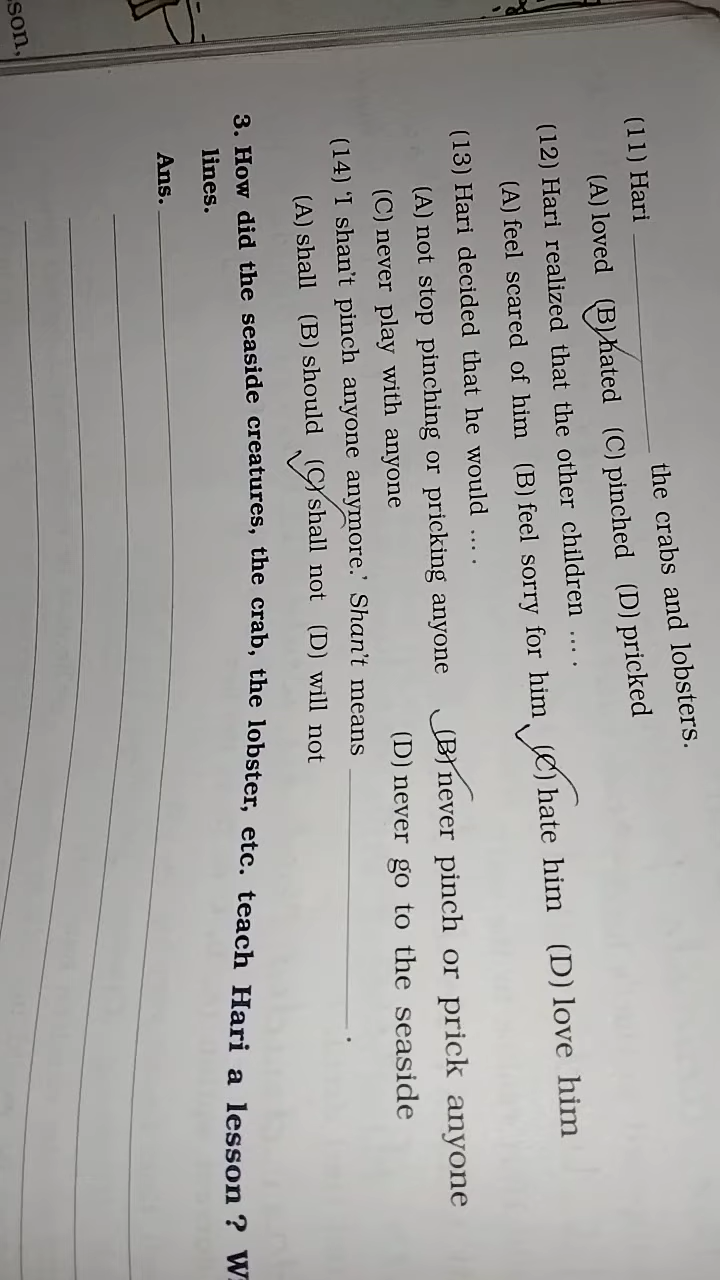 son,
(11) Hari ____________ the crabs and lobsters.
(A) loved (B) hated (C) pinched (D) pricked
(12) Hari realized that the other children .... .
(A) feel scared of him (B) feel sorry for him (C) hate him (D) love him
(13) Hari decided that he would .... .
(A) not stop pinching or pricking anyone (B) never pinch or prick anyone
(C) never play with anyone (D) never go to the seaside
(14) 'I shan't pinch anyone anymore.' Shan't means ____________ .
(A) shall (B) should (C) shall not (D) will not
3. How did the seaside creatures, the crab, the lobster, etc. teach Hari a lesson ?
lines.
Ans.